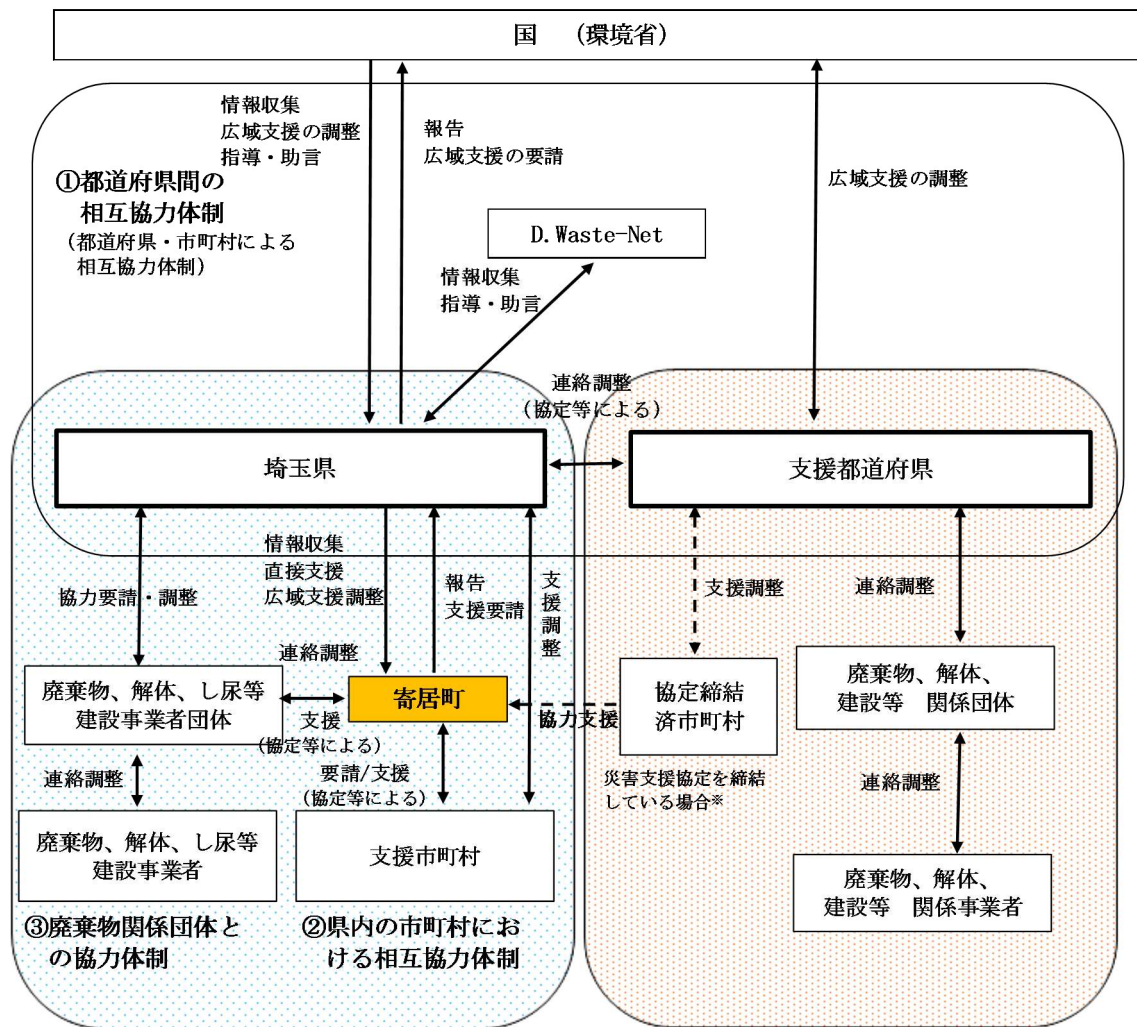 国　（環境省）
情報収集
広域支援の調整
指導・助言
報告
広域支援の要請
広域支援の調整
①都道府県間の
相互協力体制
（都道府県・市町村による
相互協力体制）
D.Waste-Net
情報収集
指導・助言
連絡調整
（協定等による）
埼玉県
支援都道府県
協力要請・調整
情報収集
直接支援
広域支援調整
報告
支援要請
支援調整
支援調整
連絡調整
連絡調整
廃棄物、解体、し尿等
建設事業者団体
寄居町
支援
（協定等による）
協力支援
協定締結
済市町村
廃棄物、解体、
建設等　関係団体
連絡調整
要請/支援
（協定等による）
災害支援協定を締結
している場合※
連絡調整
廃棄物、解体、し尿等
建設事業者
支援市町村
廃棄物、解体、
建設等　関係事業者
③廃棄物関係団体と
の協力体制
②県内の市町村にお
ける相互協力体制